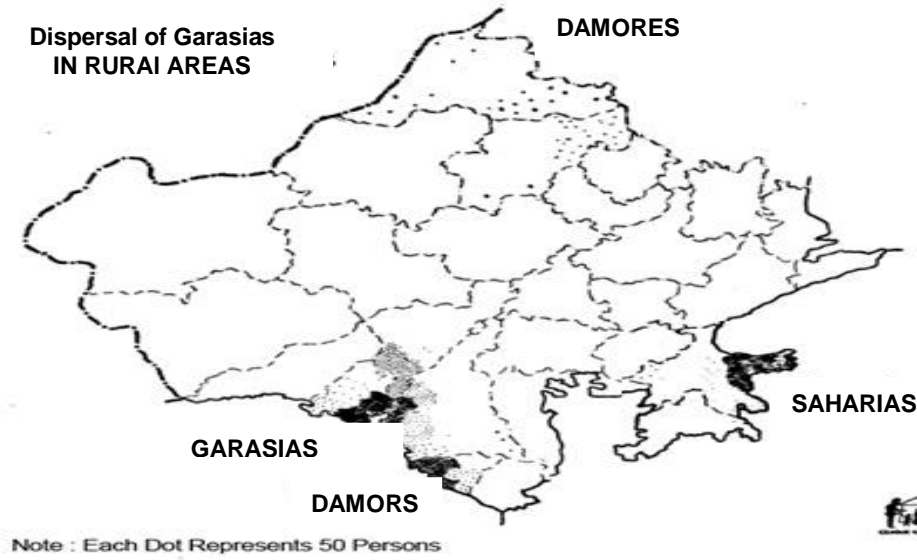 Dispersal of Garasias
IN RURAI AREAS
DAMORES
SAHARIAS
GARASIAS
DAMORS
Note : Each Dot Represents 50 Persons